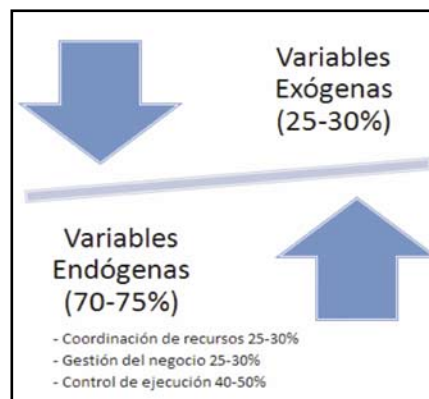 Variables
Exógenas
(25-30%)
Variables
Endógenas
(70-75%)
- Coordinación de recursos 25-30%
- Gestión del negocio 25-30%
- Control de ejecución 40-50%